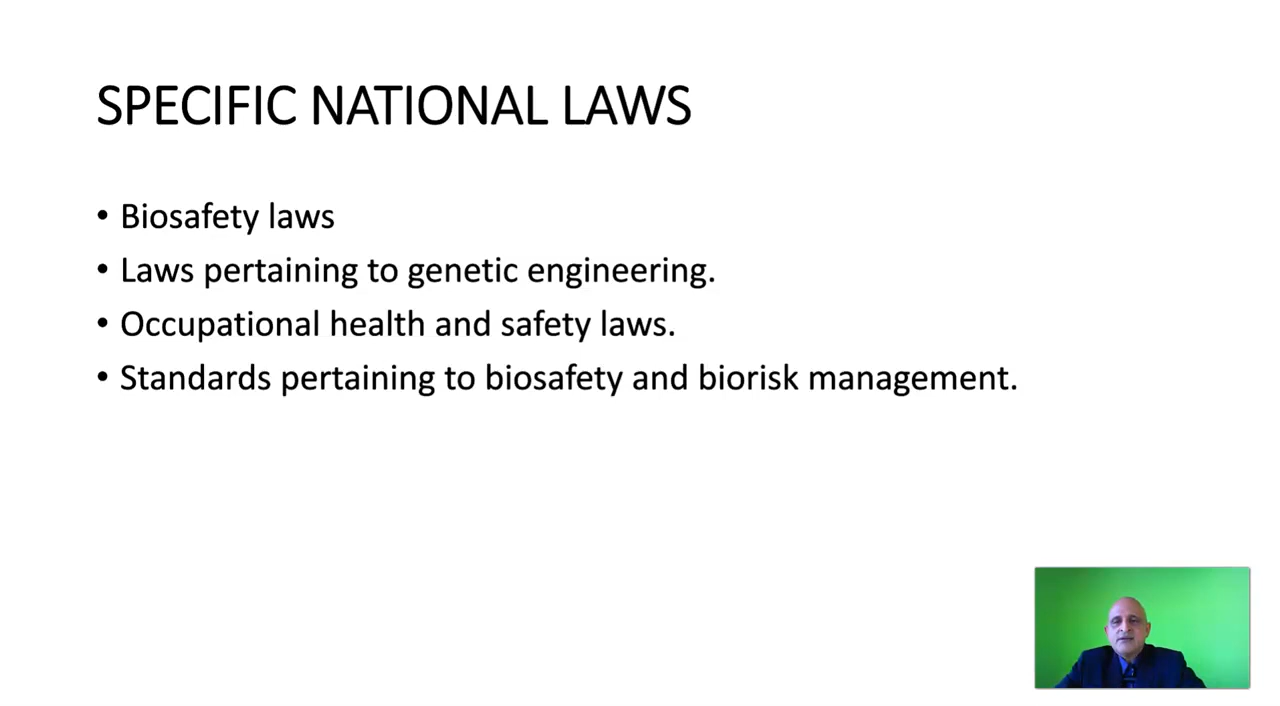 SPECIFIC NATIONAL LAWS
• Biosafety laws
• Laws pertaining to genetic engineering.
• Occupational health and safety laws.
• Standards pertaining to biosafety and biorisk management.